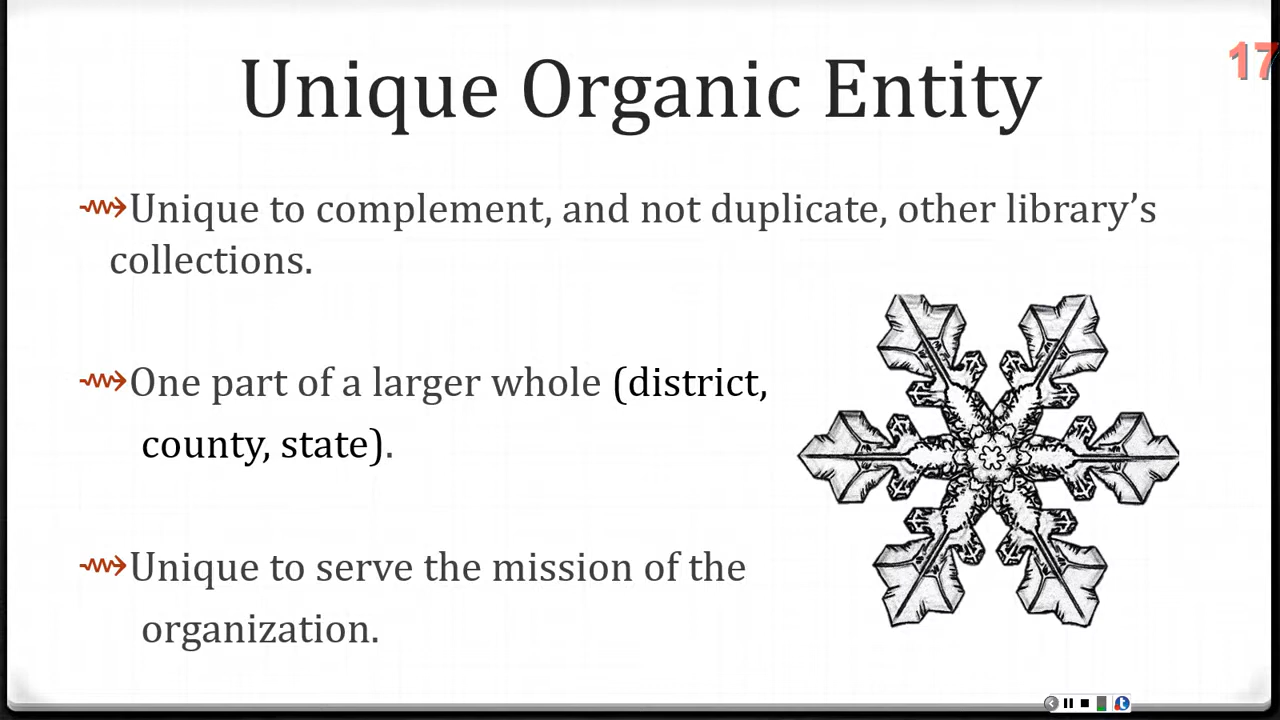 17
Unique Organic Entity
Unique to complement, and not duplicate, other library’s
collections.
One part of a larger whole (district,
county, state).
Unique to serve the mission of the
organization.